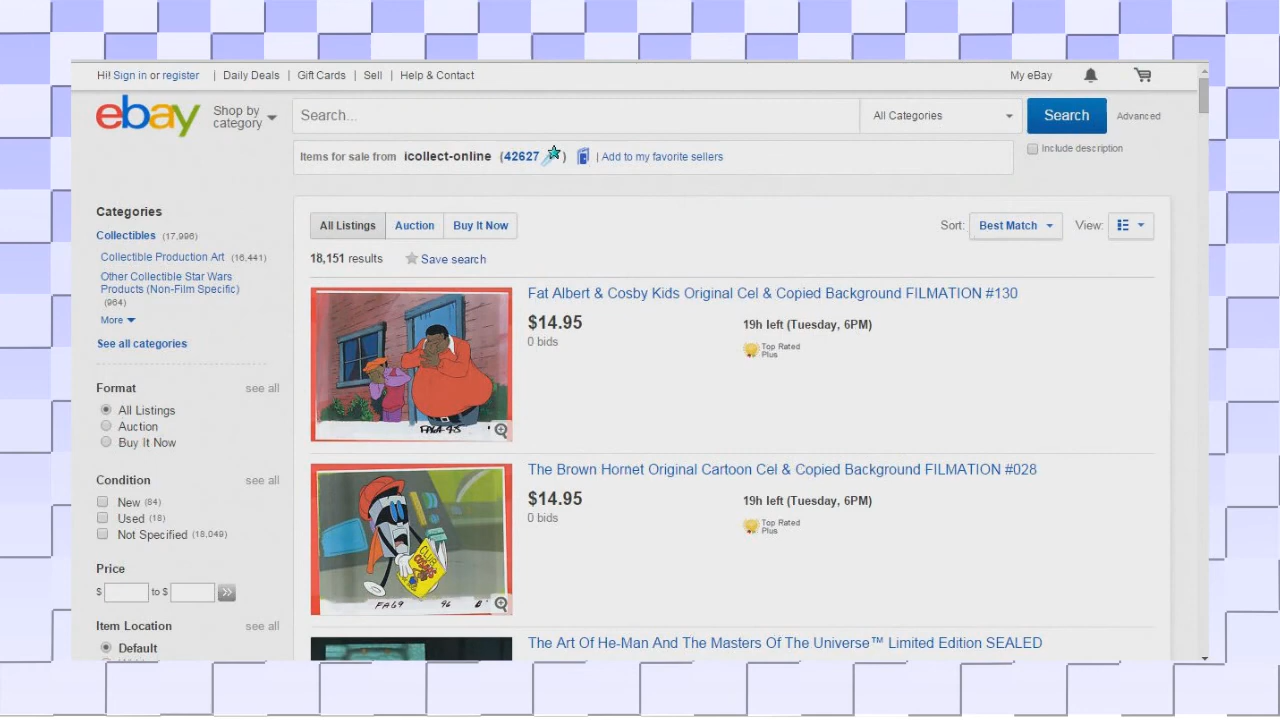 Hi! Sign in or register | Daily Deals | Gift Cards | Sell | Help & Contact
My eBay
ebay
Shop by
category
Search...
All Categories
Search
Advanced
Include description
Items for sale from icollect-online (42627 ) | Add to my favorite sellers
Categories
Collectibles (17,996)
Collectible Production Art (16,441)
Other Collectible Star Wars
Products (Non-Film Specific)
(964)
More
See all categories
Format see all
All Listings
Auction
Buy It Now
Condition see all
New (84)
Used (18)
Not Specified (18,049)
Price
$ to $
Item Location see all
Default
All Listings Auction Buy It Now
Sort: Best Match View:
18,151 results Save search
Fat Albert & Cosby Kids Original Cel & Copied Background FILMATION #130
$14.95
0 bids
19h left (Tuesday, 6PM)
Top Rated
Plus
The Brown Hornet Original Cartoon Cel & Copied Background FILMATION #028
$14.95
0 bids
19h left (Tuesday, 6PM)
Top Rated
Plus
FAG9 96
The Art Of He-Man And The Masters Of The Universe™ Limited Edition SEALED